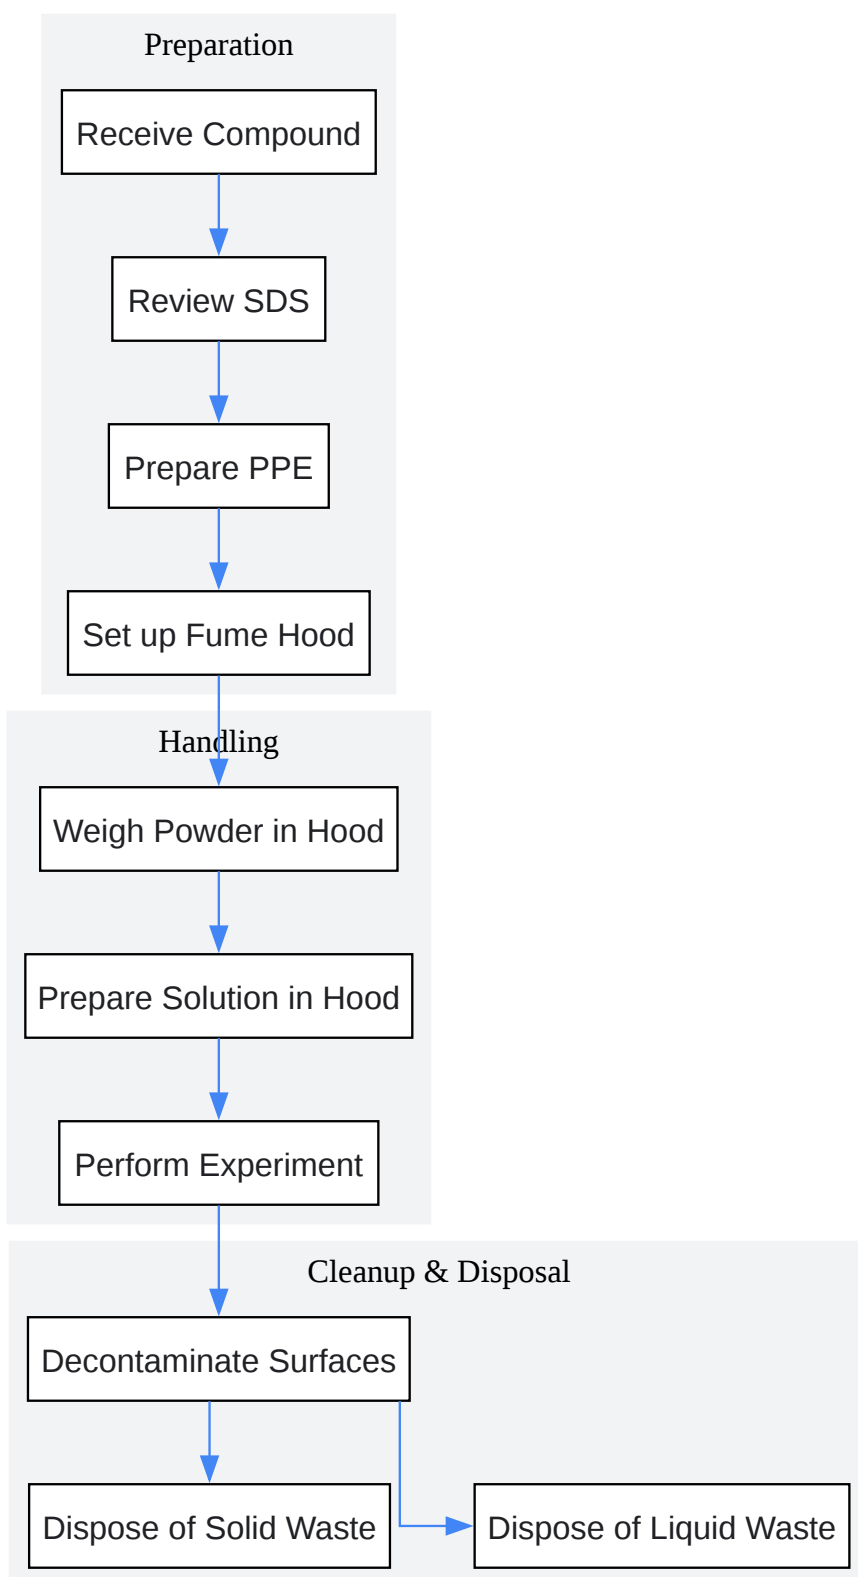 Preparation
Receive Compound
Review SDS
Prepare PPE
Set up Fume Hood
Handling
Weigh Powder in Hood
Prepare Solution in Hood
Perform Experiment
Cleanup & Disposal
Decontaminate Surfaces
Dispose of Solid Waste
Dispose of Liquid Waste